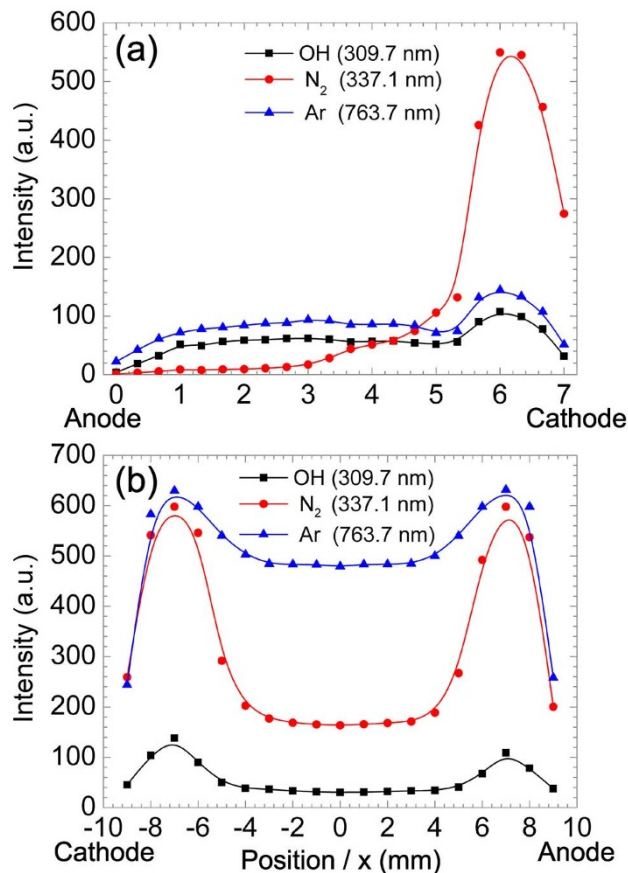 (a)
OH (309.7 nm)
N₂ (337.1 nm)
Ar (763.7 nm)
Intensity (a.u.)
600
500
400
300
200
100
0
0 1 2 3 4 5 6 7
Anode Cathode
(b)
OH (309.7 nm)
N₂ (337.1 nm)
Ar (763.7 nm)
Intensity (a.u.)
700
600
500
400
300
200
100
0
-10 -8 -6 -4 -2 0 2 4 6 8 10
Cathode Position / x (mm) Anode